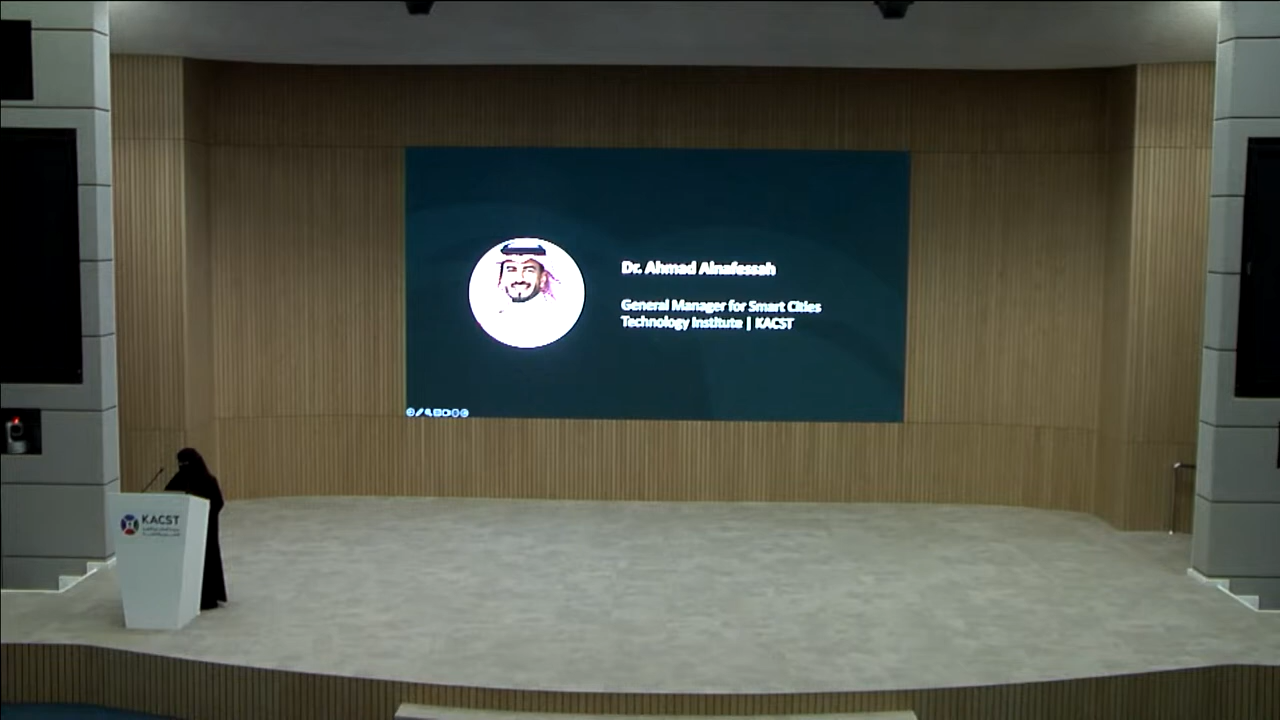 Dr. Ahmad Alnafessah
General Manager for Smart Cities
Technology Institute | KACST
KACST